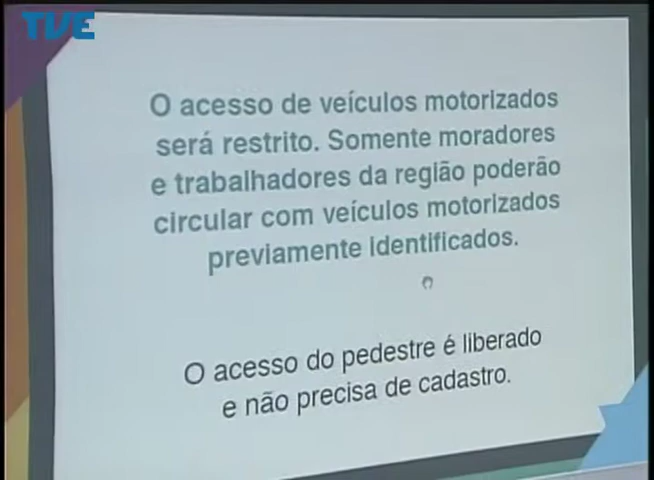 TVE
O acesso de veículos motorizados
será restrito. Somente moradores
e trabalhadores da região poderão
circular com veículos motorizados
previamente identificados.
O acesso do pedestre é liberado
e não precisa de cadastro.